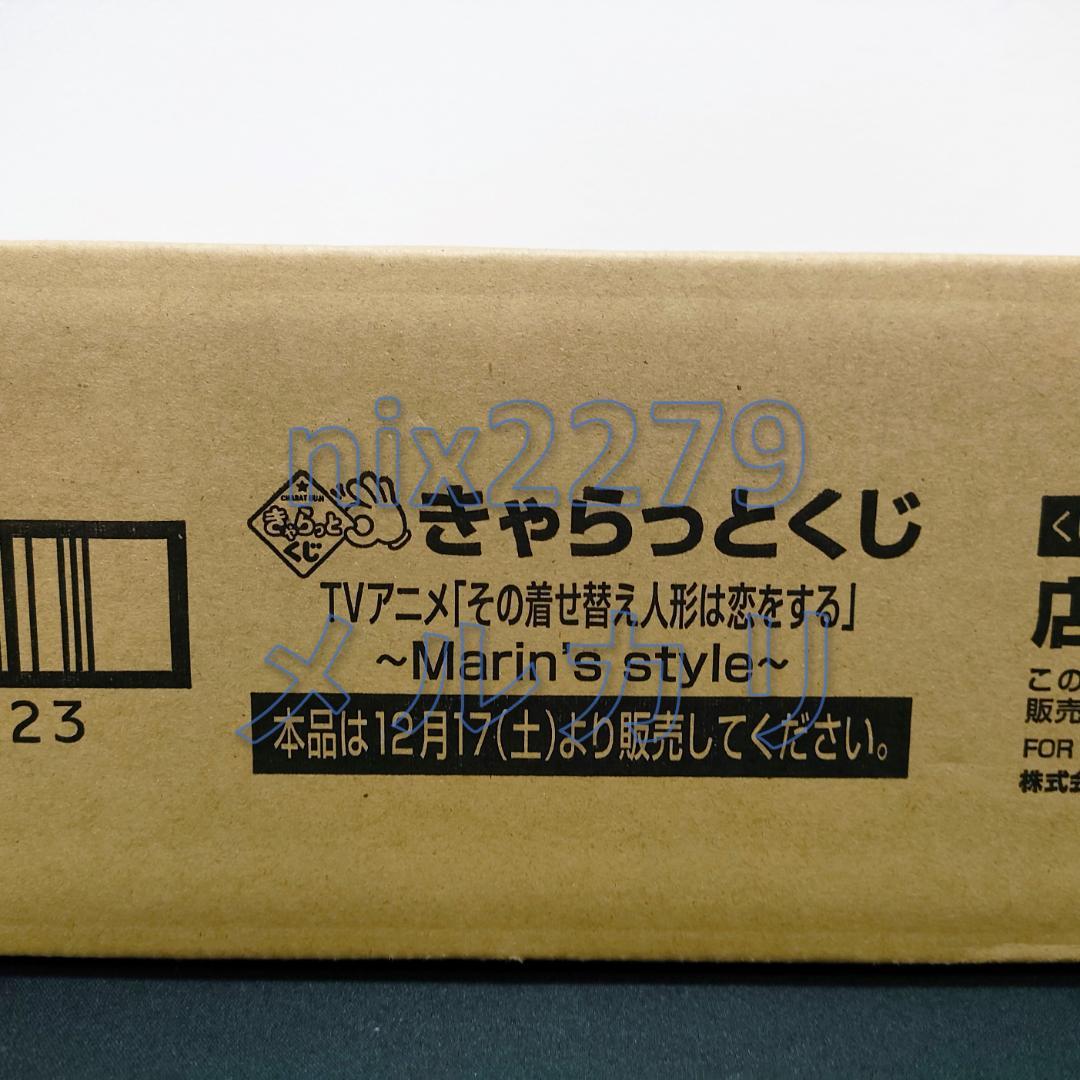 nix2279
CHARAT KUJI
きゃらっと
くじ
きゃらっとくじ
TVアニメ「その着せ替え人形は恋をする」
~Marin's style~
メルカリ
本品は12月17(土)より販売してください。
23
店
この
販売
FOR
株式会